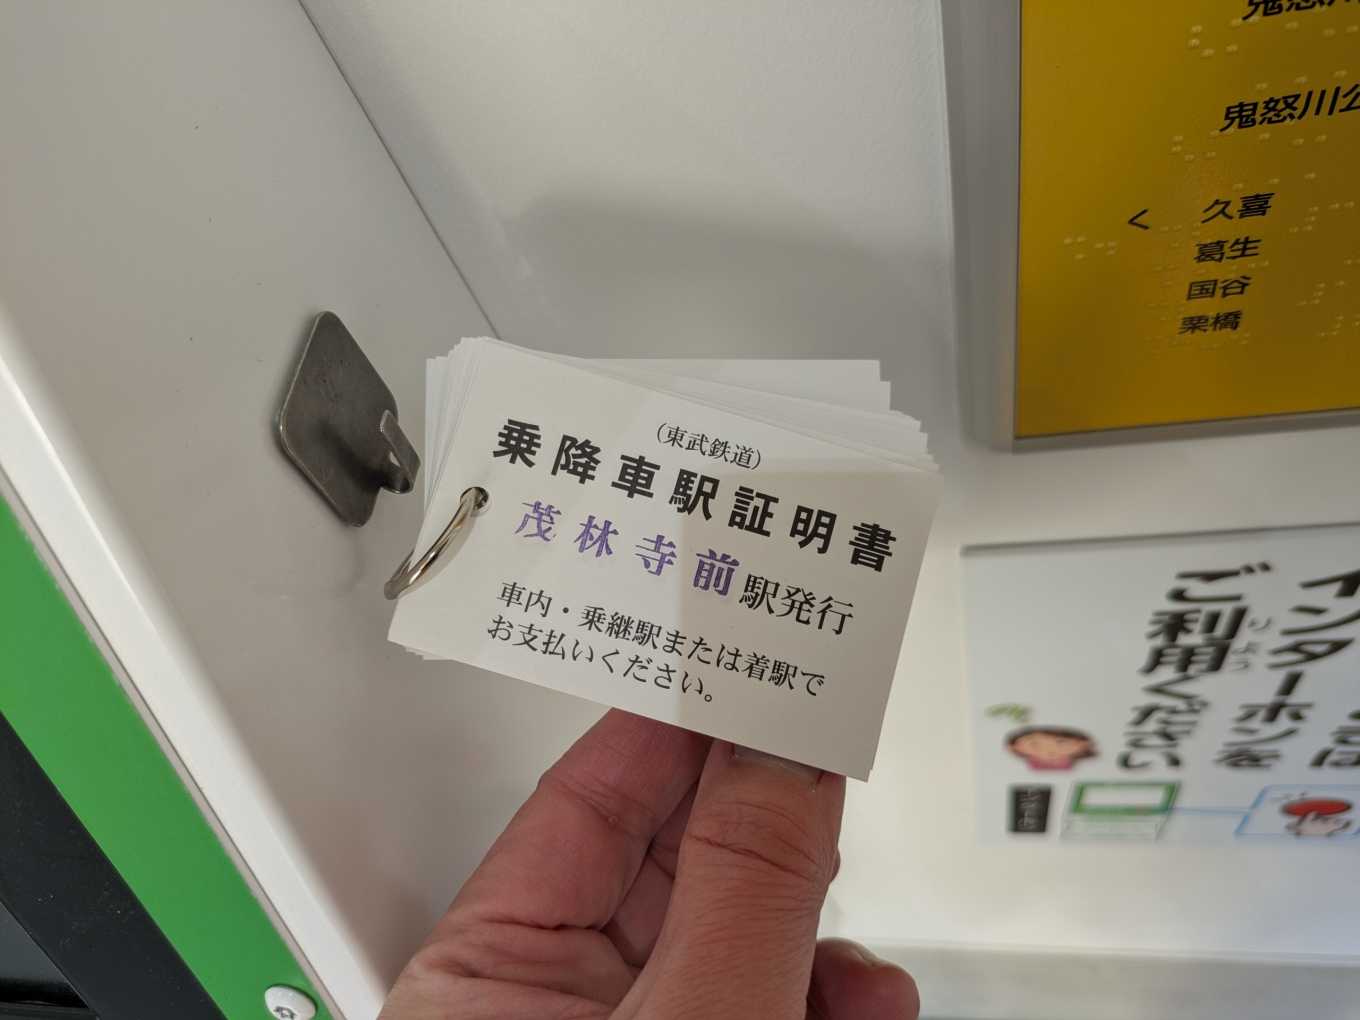 (東武鉄道)
乗降車駅証明書
茂林寺前駅発行
車内・乗継駅または着駅で
お支払いください。
鬼怒川公
く 久喜
葛生
国谷
栗橋
インターホンを
ご利用ください